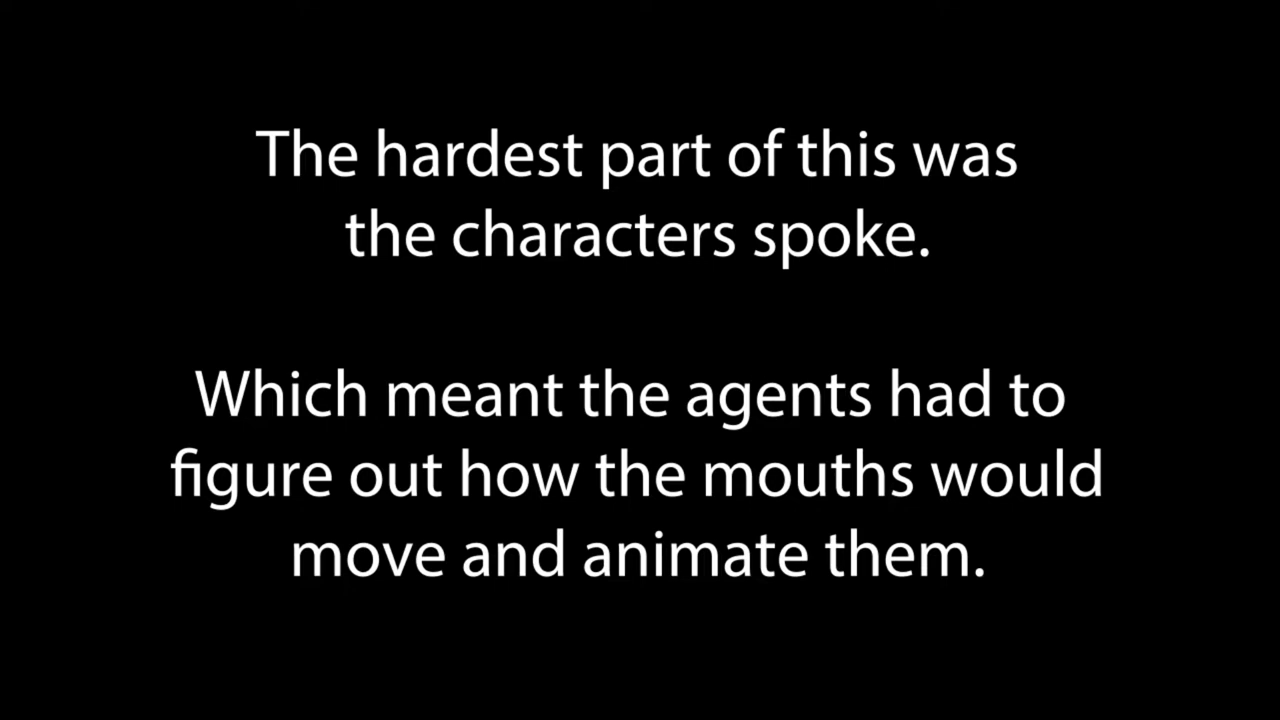 The hardest part of this was
the characters spoke.
Which meant the agents had to
figure out how the mouths would
move and animate them.